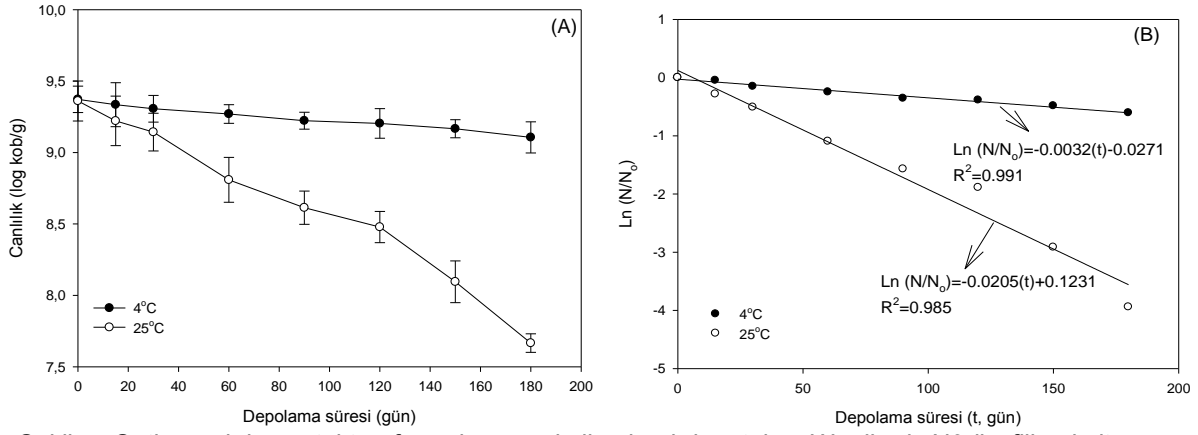 (A)
10,0
9,5
9,0
8,5
8,0
7,5
Canlılık (log kob/g)
4°C
25°C
0 20 40 60 80 100 120 140 160 180 200
Depolama süresi (gün)
(B)
1
0
-1
-2
-3
-4
-5
Ln (N/N₀)
Ln (N/N₀)=-0.0032(t)-0.0271
R²=0.991
Ln (N/N₀)=-0.0205(t)+0.1231
R²=0.985
4°C
25°C
0 50 100 150 200
Depolama süresi (t, gün)